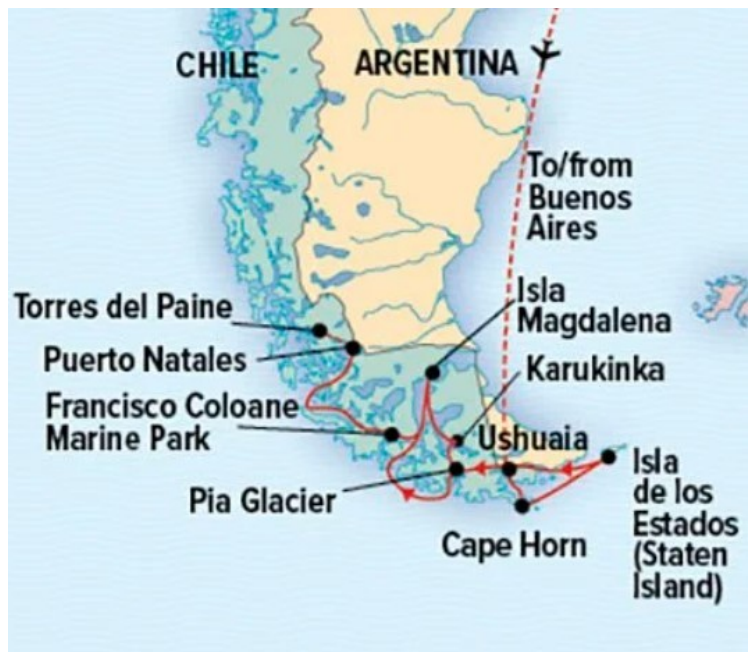 CHILE
ARGENTINA
To/from
Buenos
Aires
Isla
Magdalena
Torres del Paine
Puerto Natales
Karukinka
Francisco Coloane
Marine Park
Ushuaia
Pia Glacier
Isla
de los
Estados
(Staten
Island)
Cape Horn